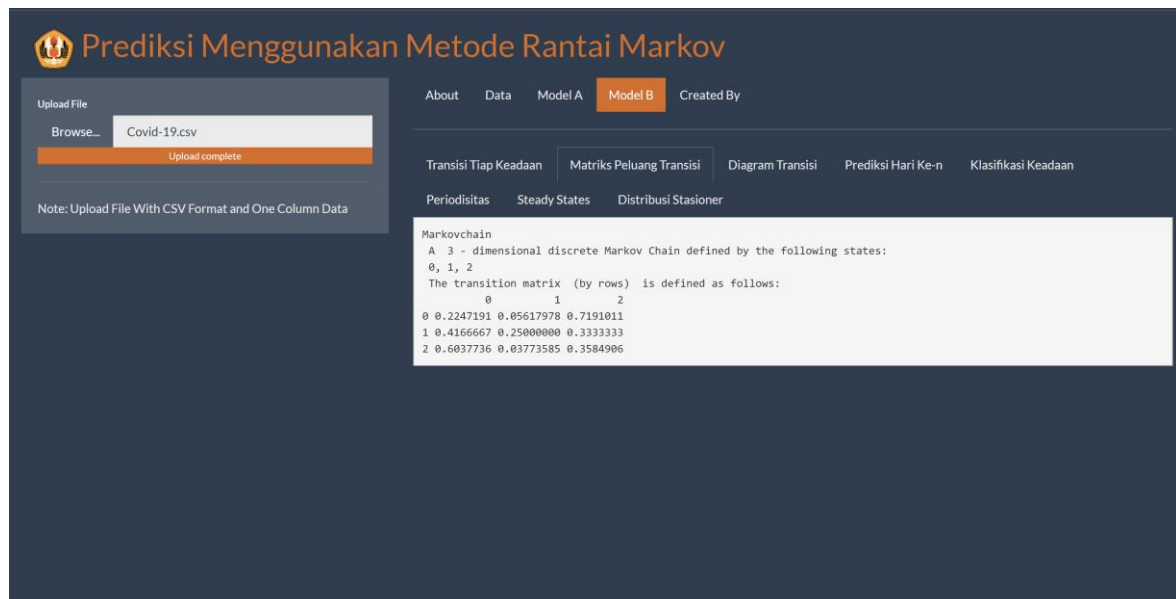 Prediksi Menggunakan Metode Rantai Markov
Upload File
Browse... Covid-19.csv
Upload complete
Note: Upload File With CSV Format and One Column Data
About Data Model A Model B Created By
Transisi Tiap Keadaan Matriks Peluang Transisi Diagram Transisi Prediksi Hari Ke-n Klasifikasi Keadaan
Periodisitas Steady States Distribusi Stasioner
Markovchain
A 3 - dimensional discrete Markov Chain defined by the following states:
0, 1, 2
The transition matrix (by rows) is defined as follows:
0 1 2
0 0.2247191 0.05617978 0.7191011
1 0.4166667 0.25000000 0.3333333
2 0.6037736 0.03773585 0.3584906